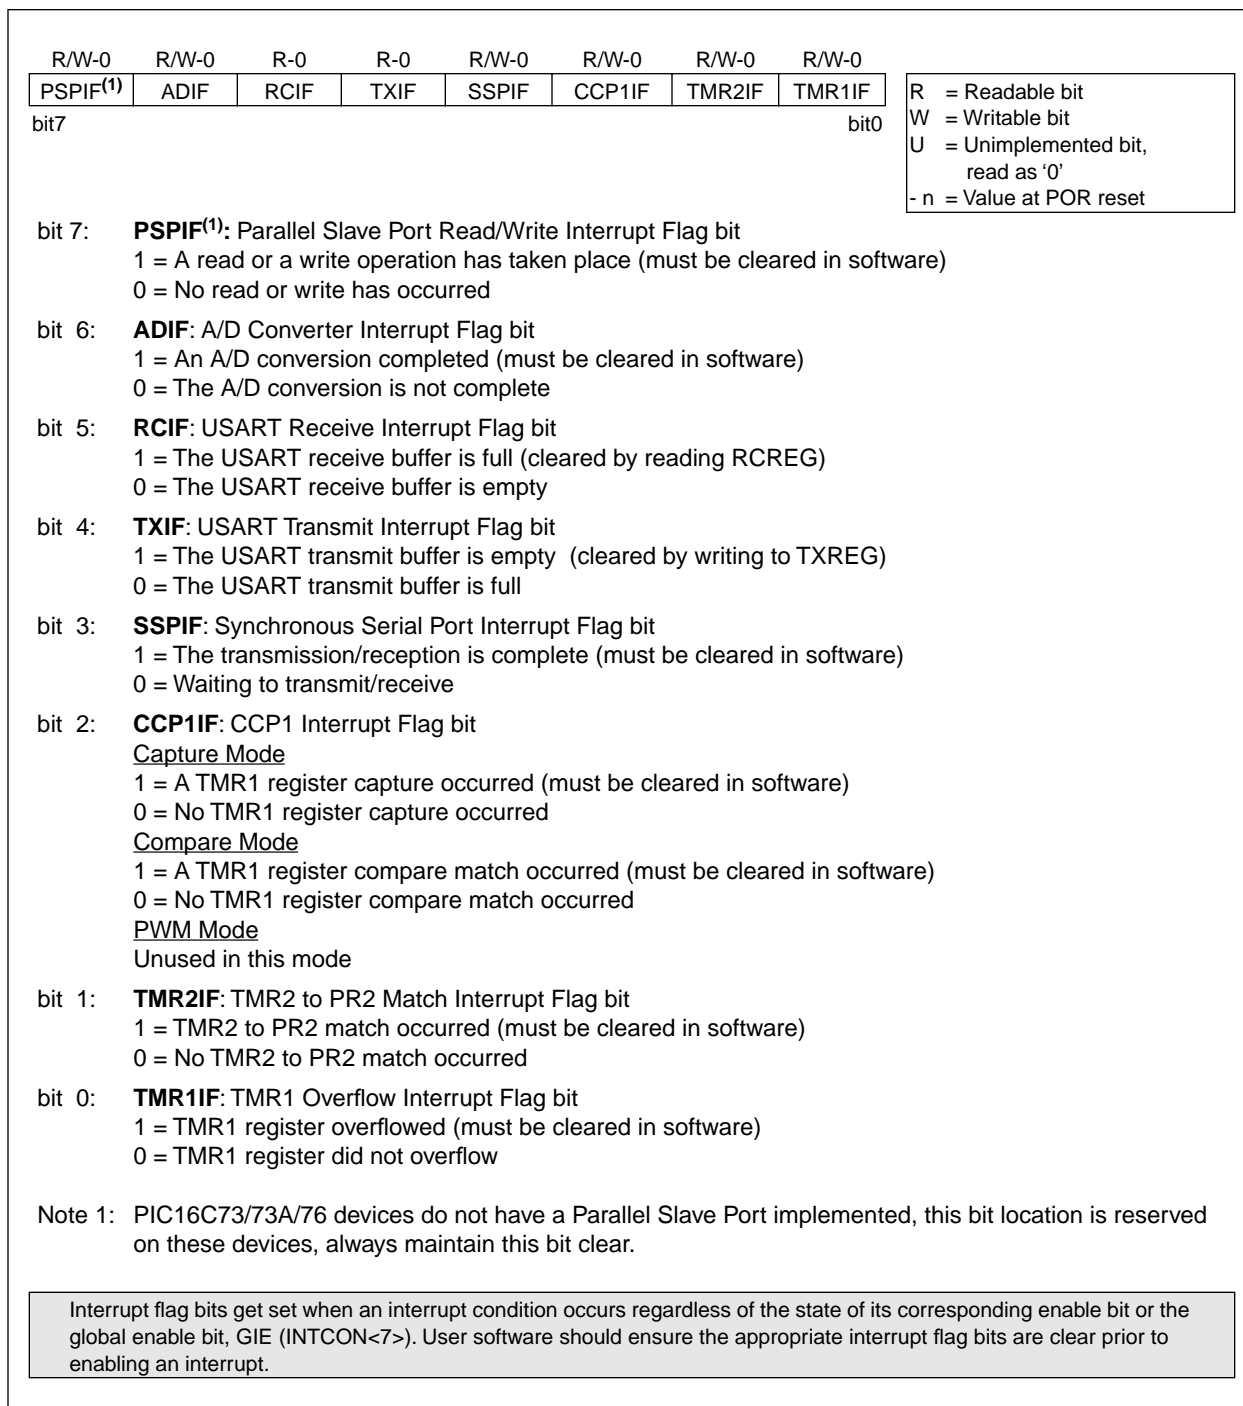 R/W-0 R/W-0 R-0 R-0 R/W-0 R/W-0 R/W-0 R/W-0
PSPIF(1) ADIF RCIF TXIF SSPIF CCP1IF TMR2IF TMR1IF
bit7 bit0
R = Readable bit
W = Writable bit
U = Unimplemented bit,
read as ‘0’
- n = Value at POR reset
bit 7: PSPIF(1): Parallel Slave Port Read/Write Interrupt Flag bit
1 = A read or a write operation has taken place (must be cleared in software)
0 = No read or write has occurred
bit 6: ADIF: A/D Converter Interrupt Flag bit
1 = An A/D conversion completed (must be cleared in software)
0 = The A/D conversion is not complete
bit 5: RCIF: USART Receive Interrupt Flag bit
1 = The USART receive buffer is full (cleared by reading RCREG)
0 = The USART receive buffer is empty
bit 4: TXIF: USART Transmit Interrupt Flag bit
1 = The USART transmit buffer is empty (cleared by writing to TXREG)
0 = The USART transmit buffer is full
bit 3: SSPIF: Synchronous Serial Port Interrupt Flag bit
1 = The transmission/reception is complete (must be cleared in software)
0 = Waiting to transmit/receive
bit 2: CCP1IF: CCP1 Interrupt Flag bit
Capture Mode
1 = A TMR1 register capture occurred (must be cleared in software)
0 = No TMR1 register capture occurred
Compare Mode
1 = A TMR1 register compare match occurred (must be cleared in software)
0 = No TMR1 register compare match occurred
PWM Mode
Unused in this mode
bit 1: TMR2IF: TMR2 to PR2 Match Interrupt Flag bit
1 = TMR2 to PR2 match occurred (must be cleared in software)
0 = No TMR2 to PR2 match occurred
bit 0: TMR1IF: TMR1 Overflow Interrupt Flag bit
1 = TMR1 register overflowed (must be cleared in software)
0 = TMR1 register did not overflow
Note 1: PIC16C73/73A/76 devices do not have a Parallel Slave Port implemented, this bit location is reserved
on these devices, always maintain this bit clear.
Interrupt flag bits get set when an interrupt condition occurs regardless of the state of its corresponding enable bit or the
global enable bit, GIE (INTCON<7>). User software should ensure the appropriate interrupt flag bits are clear prior to
enabling an interrupt.